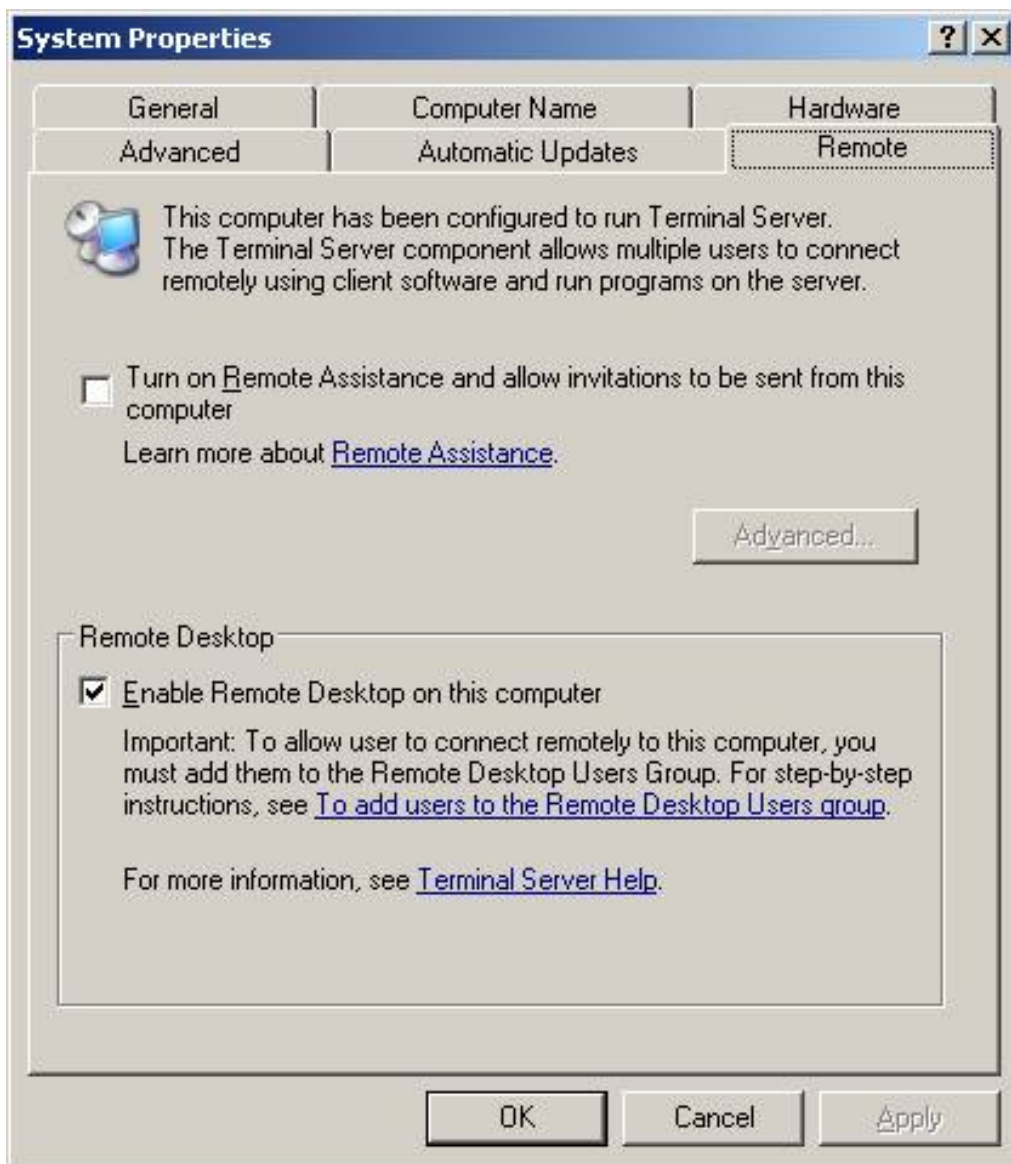 System Properties
General Computer Name Hardware
Advanced Automatic Updates Remote
This computer has been configured to run Terminal Server.
The Terminal Server component allows multiple users to connect
remotely using client software and run programs on the server.
Turn on Remote Assistance and allow invitations to be sent from this
computer
Learn more about Remote Assistance.
Advanced...
Remote Desktop
Enable Remote Desktop on this computer
Important: To allow user to connect remotely to this computer, you
must add them to the Remote Desktop Users Group. For step-by-step
instructions, see To add users to the Remote Desktop Users group.
For more information, see Terminal Server Help.
OK Cancel Apply